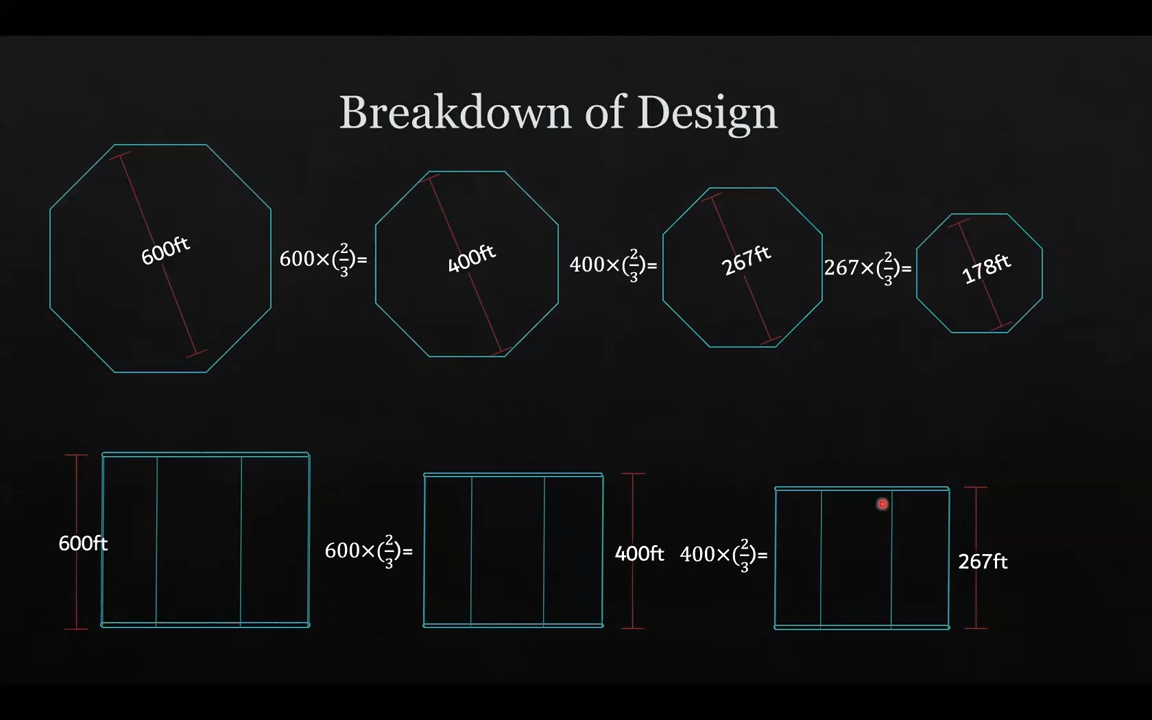 Breakdown of Design
600ft
600×(2/3)=
400ft
400×(2/3)=
267ft
267×(2/3)=
178ft
600ft
600×(2/3)=
400ft
400×(2/3)=
267ft